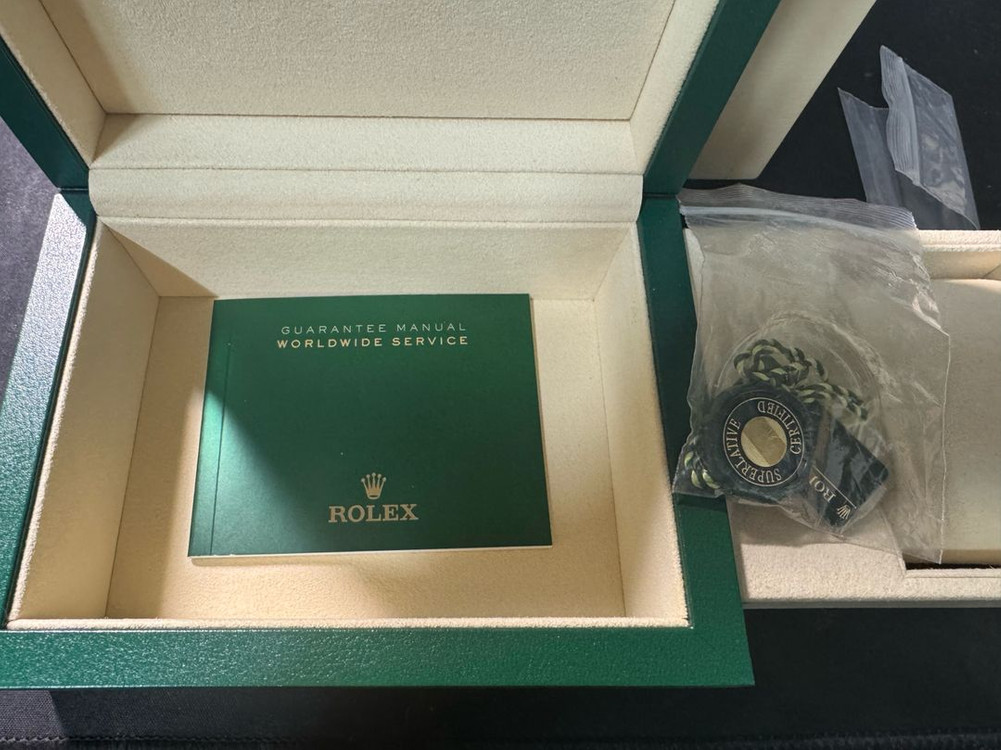 GUARANTEE MANUAL
WORLDWIDE SERVICE
ROLEX
SUPERLATIVE
CERTIFIED